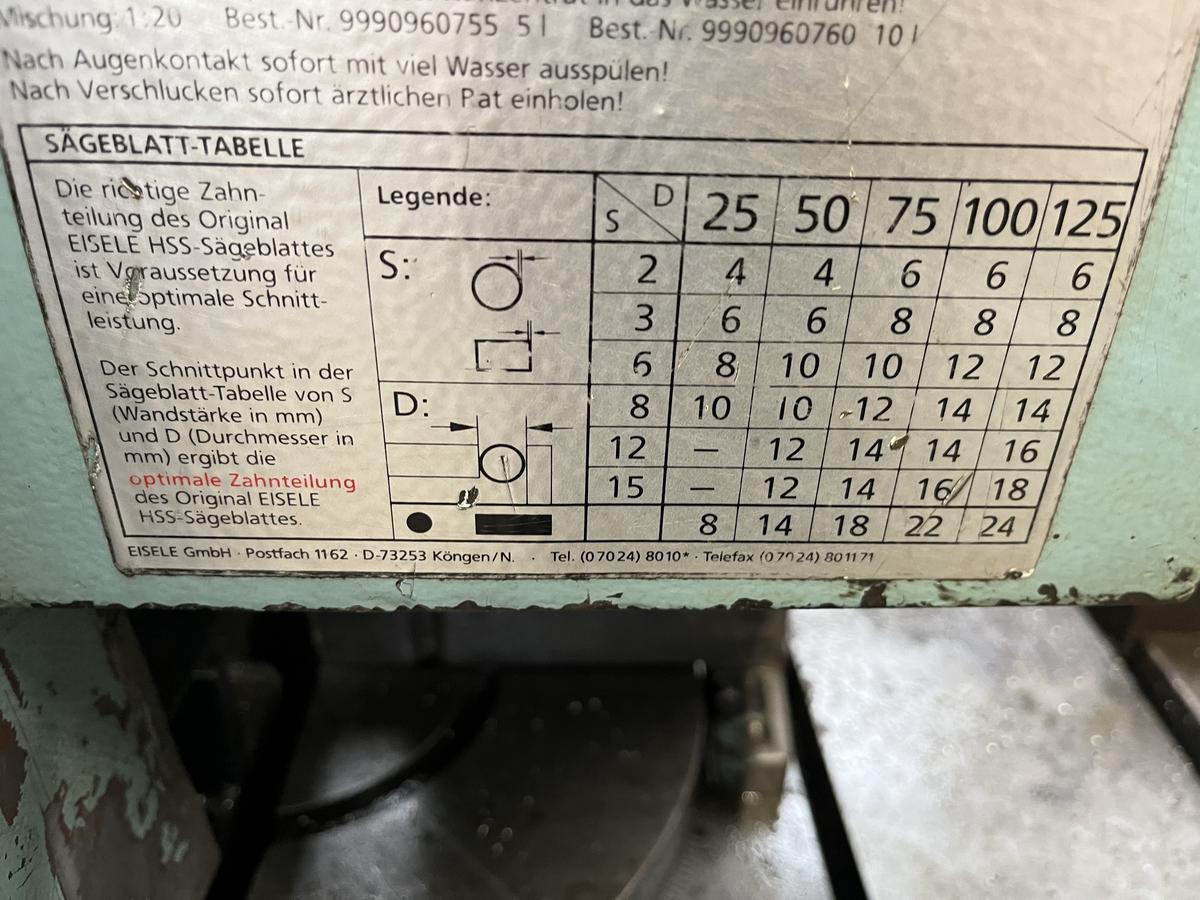 das Wasser einführen!
Mischung: 1:20 Best.-Nr. 9990960755 5 l Best.-Nr. 9990960760 10 l
Nach Augenkontakt sofort mit viel Wasser ausspülen!
Nach Verschlucken sofort ärztlichen Rat einholen!
SÄGEBLATT-TABELLE
Die richtige Zahn-
teilung des Original
EISELE HSS-Sägeblattes
ist Voraussetzung für
eine optimale Schnitt-
leistung.
Der Schnittpunkt in der
Sägeblatt-Tabelle von S
(Wandstärke in mm)
und D (Durchmesser in
mm) ergibt die
optimale Zahnteilung
des Original EISELE
HSS-Sägeblattes.
Legende:
S:
D:
S D 25 50 75 100 125
2 4 4 6 6 6
3 6 6 8 8 8
6 8 10 10 12 12
8 10 10 12 14 14
12 — 12 14 14 16
15 — 12 14 16 18
8 14 18 22 24
EISELE GmbH · Postfach 1162 · D-73253 Köngen/N. · Tel. (07024) 8010* · Telefax (07024) 801171